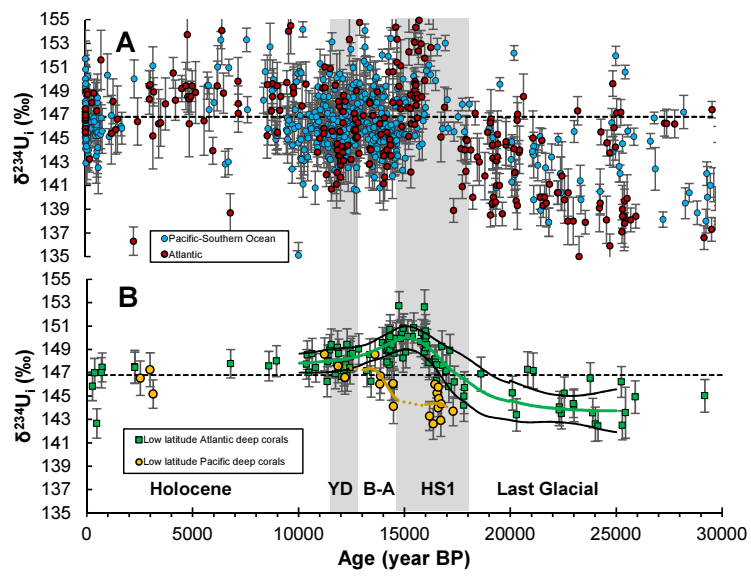 155
153
151
149
147
145
143
141
139
137
135
δ²³⁴Uᵢ (‰)
A
Pacific-Southern Ocean
Atlantic
155
153
151
149
147
145
143
141
139
137
135
δ²³⁴Uᵢ (‰)
B
Low latitude Atlantic deep corals
Low latitude Pacific deep corals
Holocene YD B-A HS1 Last Glacial
0 5000 10000 15000 20000 25000 30000
Age (year BP)